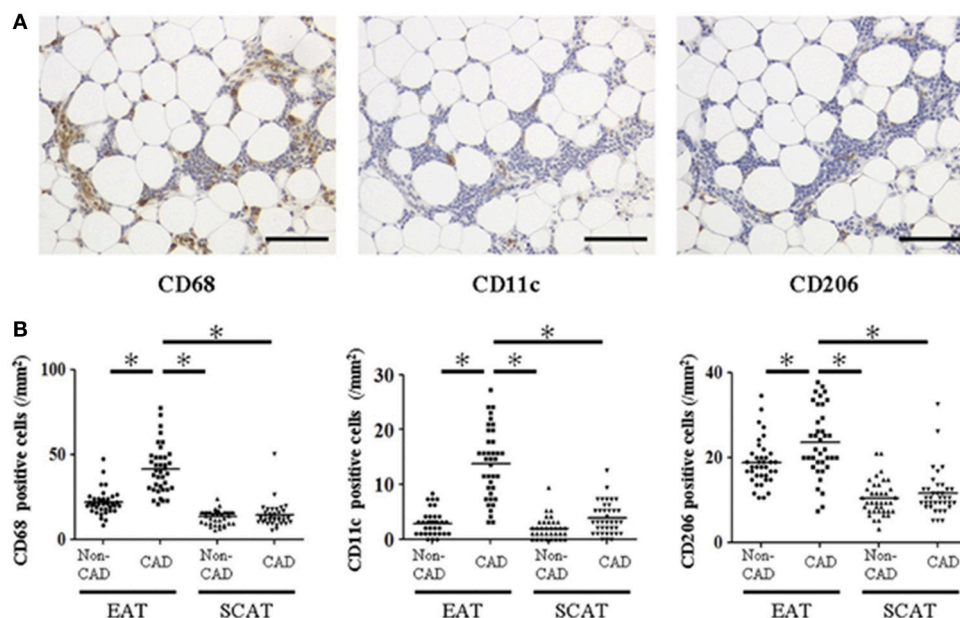 A
CD68 CD11c CD206
B
* * *
* * * * * *
CD68 positive cells (/mm²)
100
50
0
Non-CAD CAD Non-CAD CAD
EAT SCAT
CD11c positive cells (/mm²)
30
20
10
0
Non-CAD CAD Non-CAD CAD
EAT SCAT
CD206 positive cells (/mm²)
40
20
0
Non-CAD CAD Non-CAD CAD
EAT SCAT